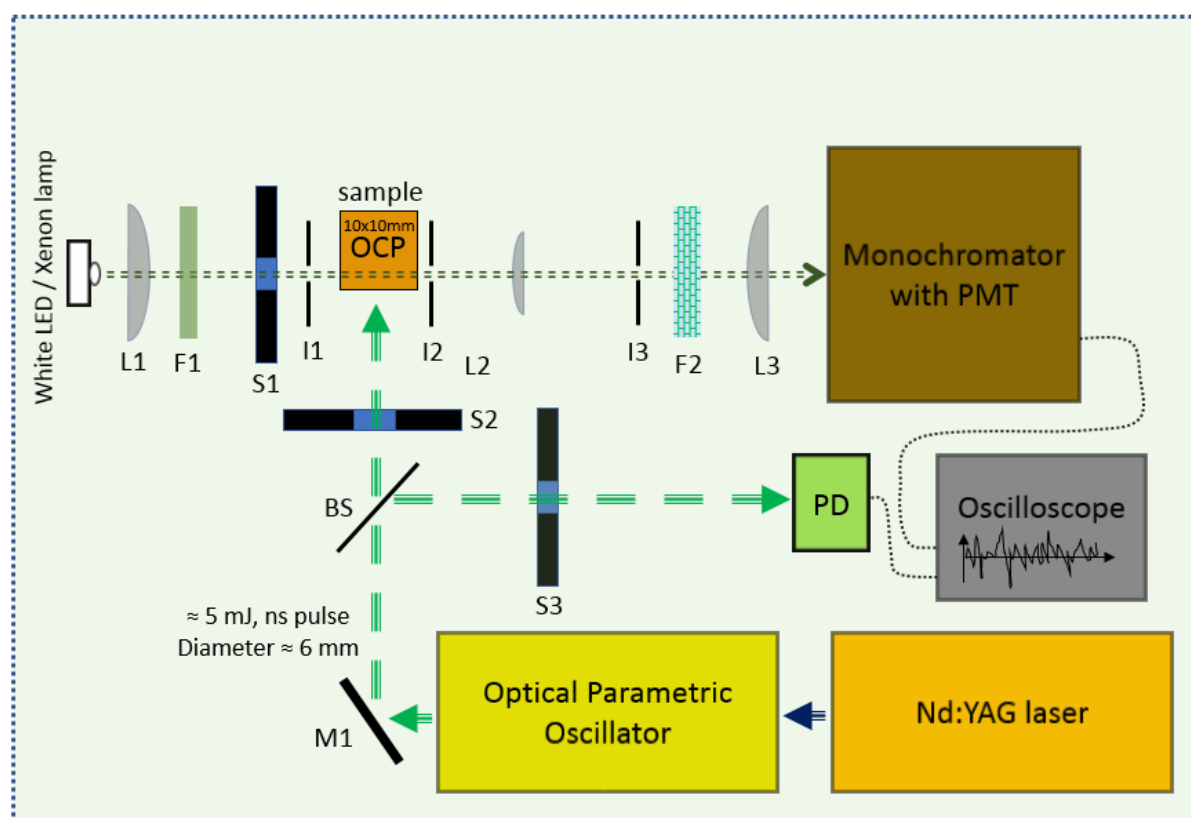 White LED / Xenon lamp
sample
10x10mm
OCP
L1
F1
S1
I1
I2
L2
I3
F2
L3
Monochromator
with PMT
S2
BS
S3
PD
Oscilloscope
≈ 5 mJ, ns pulse
Diameter ≈ 6 mm
M1
Optical Parametric
Oscillator
Nd:YAG laser